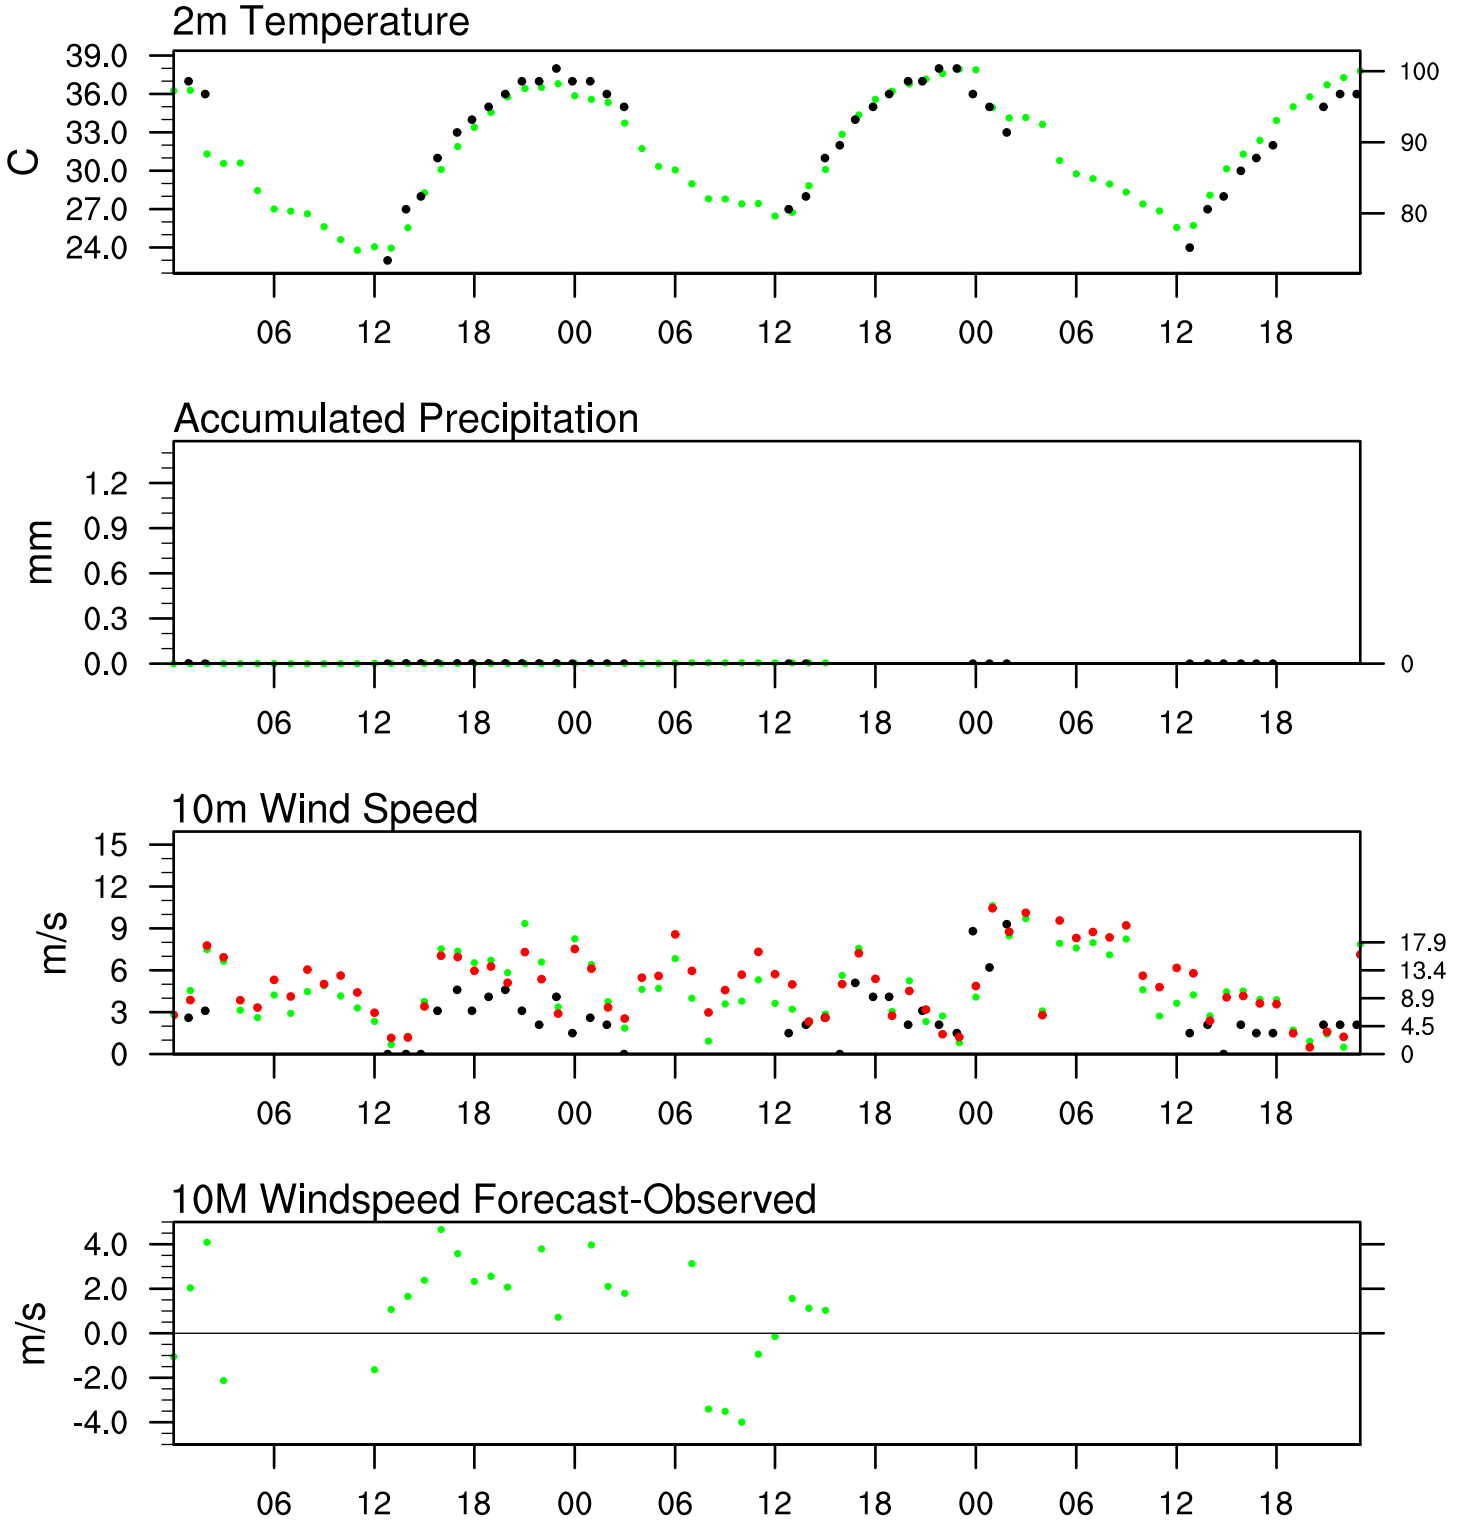 2m Temperature
39.0
36.0
33.0
30.0
27.0
24.0
C
100
90
80
06 12 18 00 06 12 18 00 06 12 18
Accumulated Precipitation
1.2
0.9
0.6
0.3
0.0
mm
0
06 12 18 00 06 12 18 00 06 12 18
10m Wind Speed
15
12
9
6
3
0
m/s
17.9
13.4
8.9
4.5
0
06 12 18 00 06 12 18 00 06 12 18
10M Windspeed Forecast-Observed
4.0
2.0
0.0
-2.0
-4.0
m/s
06 12 18 00 06 12 18 00 06 12 18